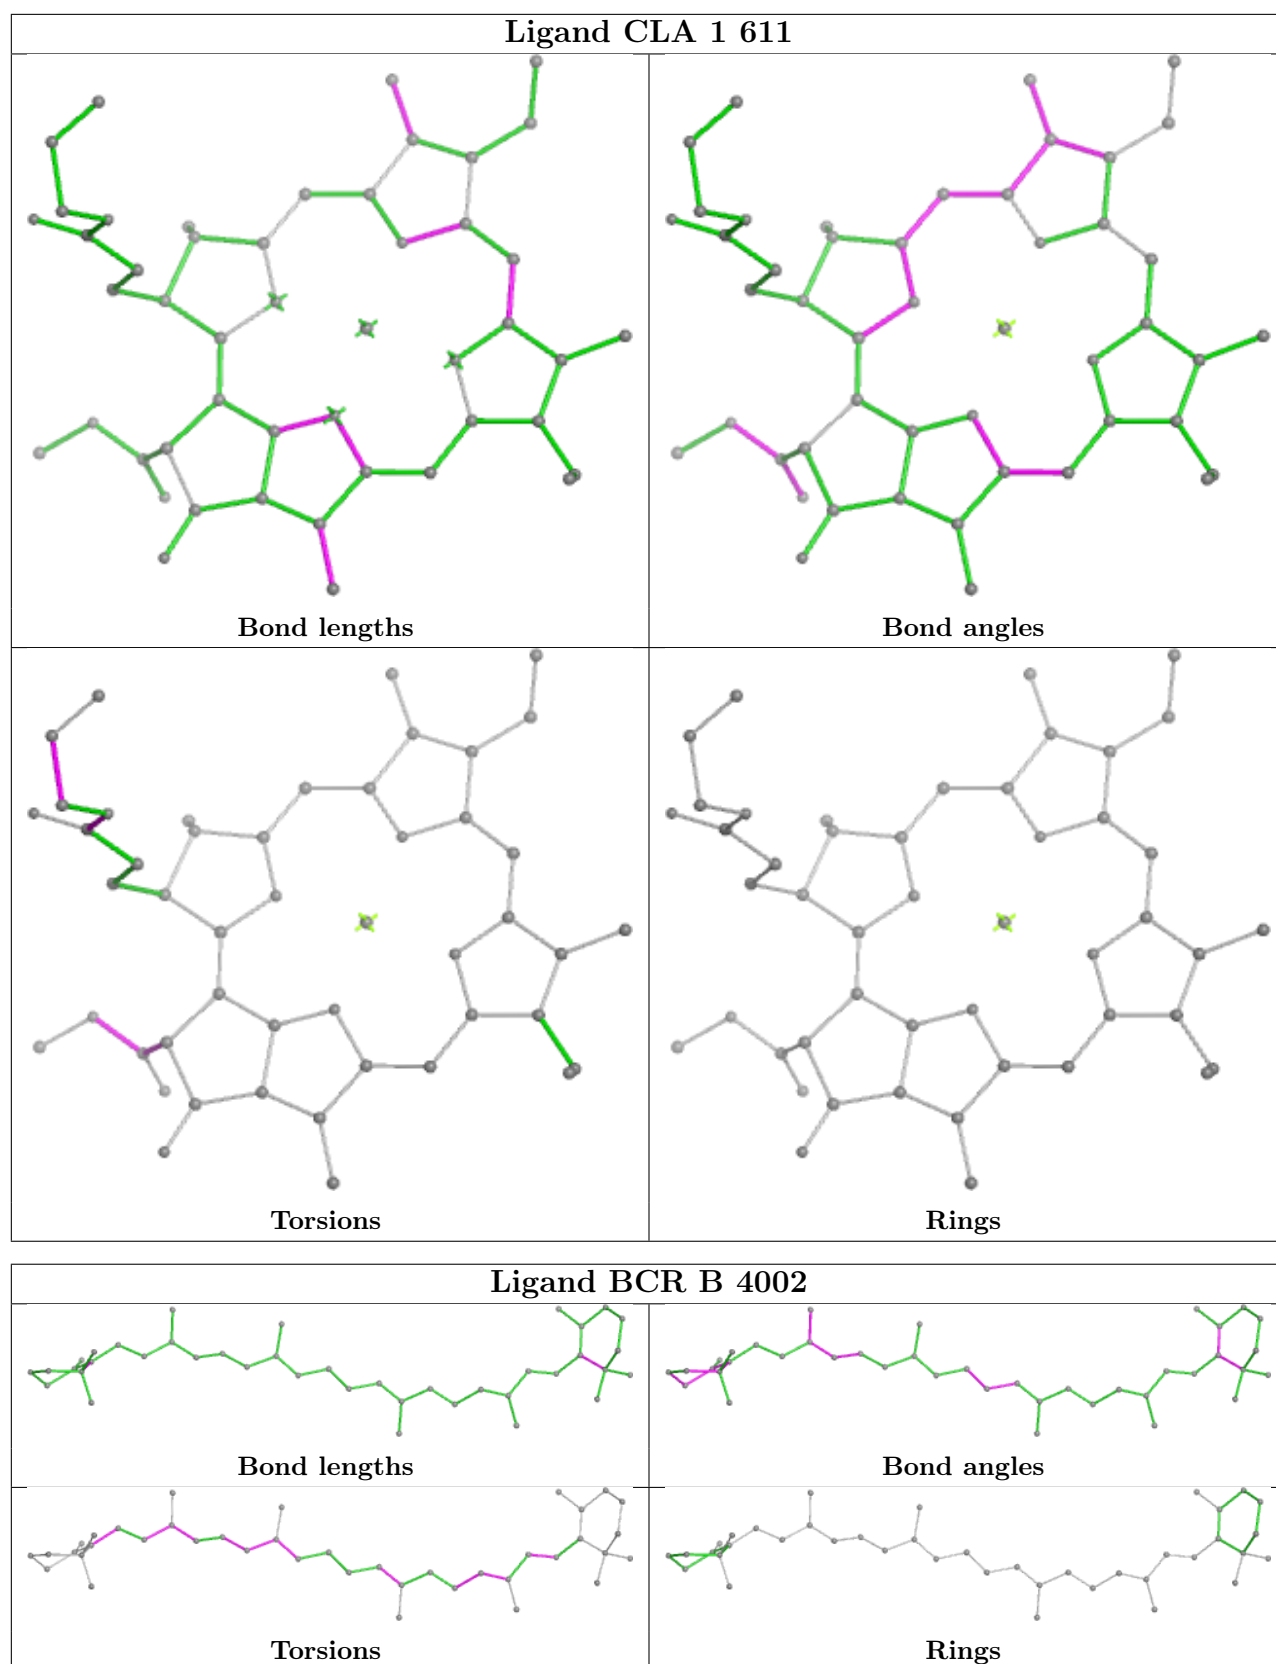 Ligand CLA 1 611
Bond lengths
Bond angles
Torsions
Rings
Ligand BCR B 4002
Bond lengths
Bond angles
Torsions
Rings